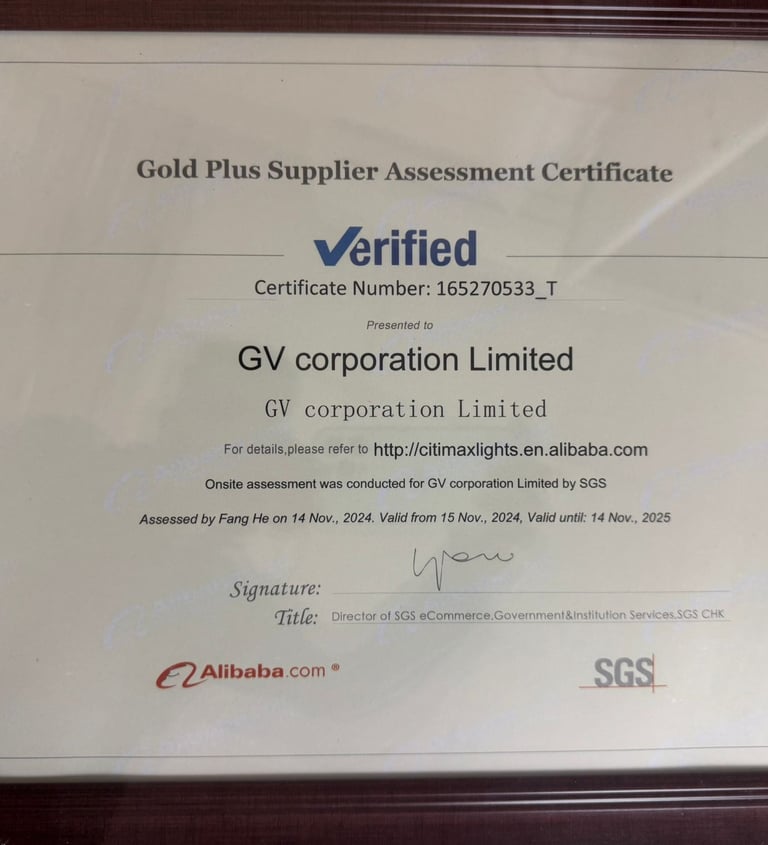 Gold Plus Supplier Assessment Certificate
Verified
Certificate Number: 165270533_T
Presented to
GV corporation Limited
GV corporation Limited
For details,please refer to http://citimaxlights.en.alibaba.com
Onsite assessment was conducted for GV corporation Limited by SGS
Assessed by Fang He on 14 Nov., 2024. Valid from 15 Nov., 2024, Valid until: 14 Nov., 2025
Signature:
Title: Director of SGS eCommerce,Government&Institution Services,SGS CHK
Alibaba.com ®
SGS